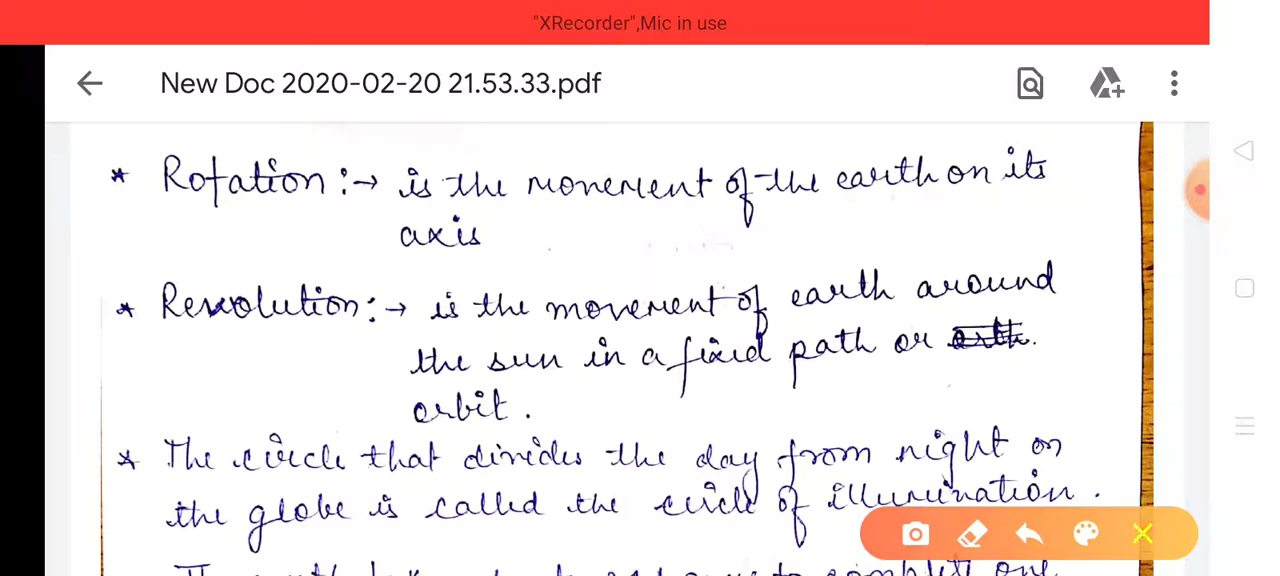 "XRecorder",Mic in use
New Doc 2020-02-20 21.53.33.pdf
* Rotation :→ is the movement of the earth on its
axis
* Revolution :→ is the movement of earth around
the sun in a fixed path or
orbit .
* The circle that divides the day from night on
the globe is called the circle of illumination .
one